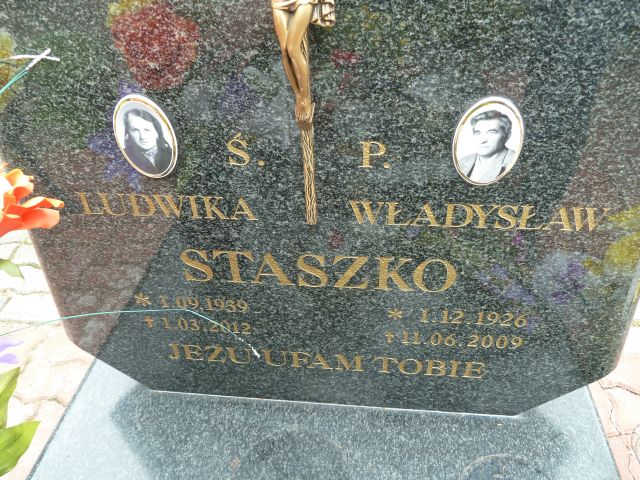 Ś. P.
LUDWIKA WŁADYSŁAW
STASZKO
* 1.09.1939 * 1.12.1926
✝ 1.03.2012 ✝ 11.06.2009
JEZU UFAM TOBIE